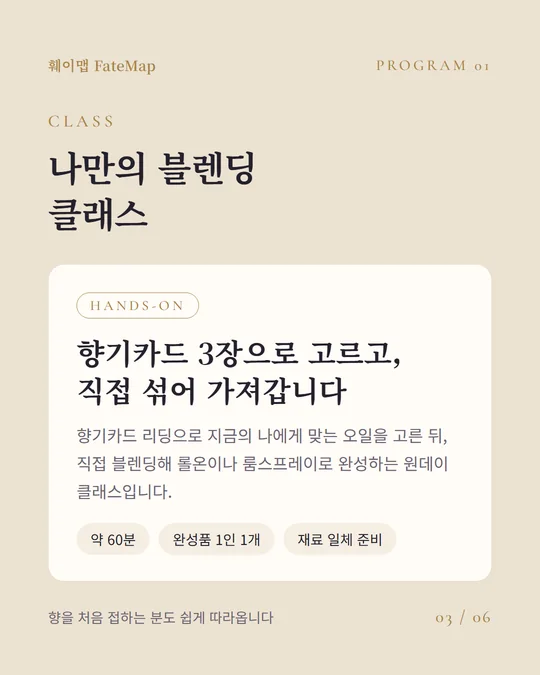 훼이맵 FateMap
PROGRAM 01
CLASS
나만의 블렌딩
클래스
HANDS-ON
향기카드 3장으로 고르고,
직접 섞어 가져갑니다
향기카드 리딩으로 지금의 나에게 맞는 오일을 고른 뒤,
직접 블렌딩해 롤온이나 룸스프레이로 완성하는 원데이
클래스입니다.
약 60분
완성품 1인 1개
재료 일체 준비
향을 처음 접하는 분도 쉽게 따라옵니다
03 / 06